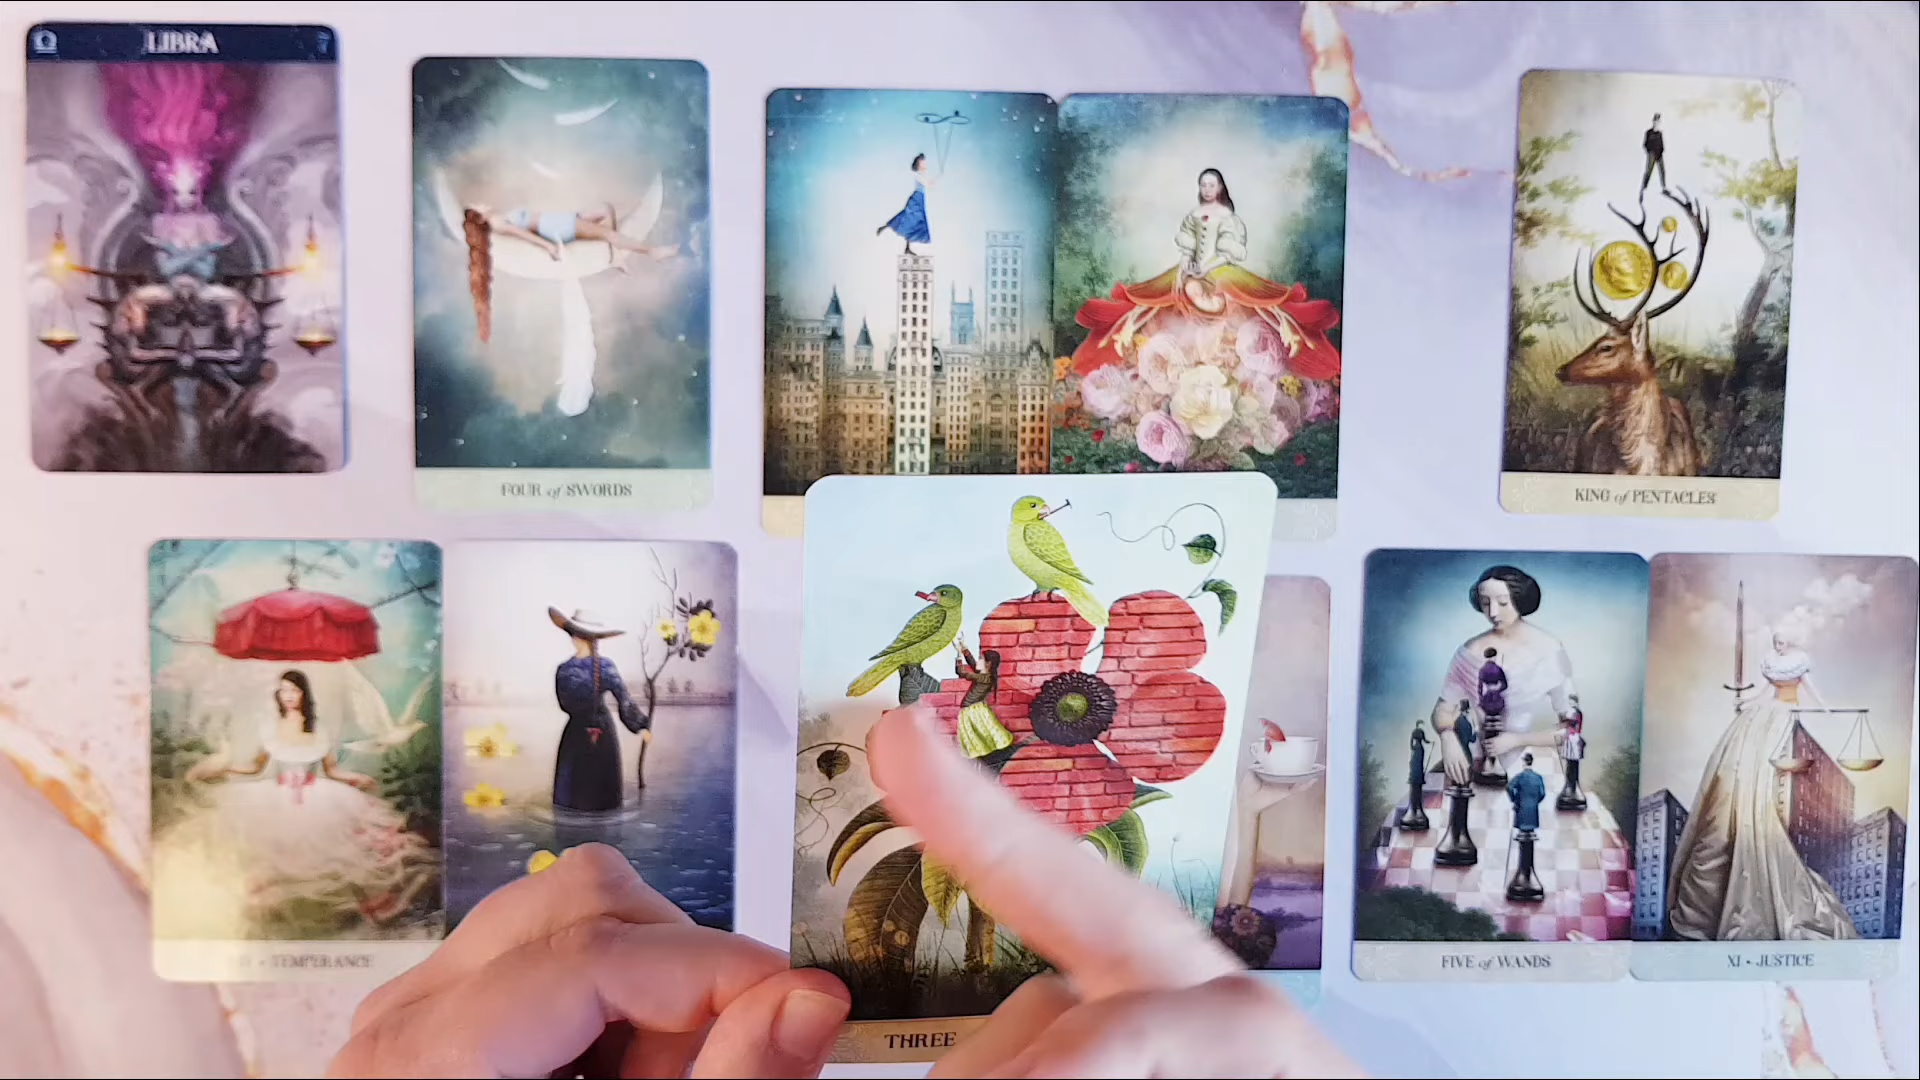 LIBRA
FOUR of SWORDS
KING of PENTACLES
TEMPERANCE
THREE
FIVE of WANDS
XI • JUSTICE